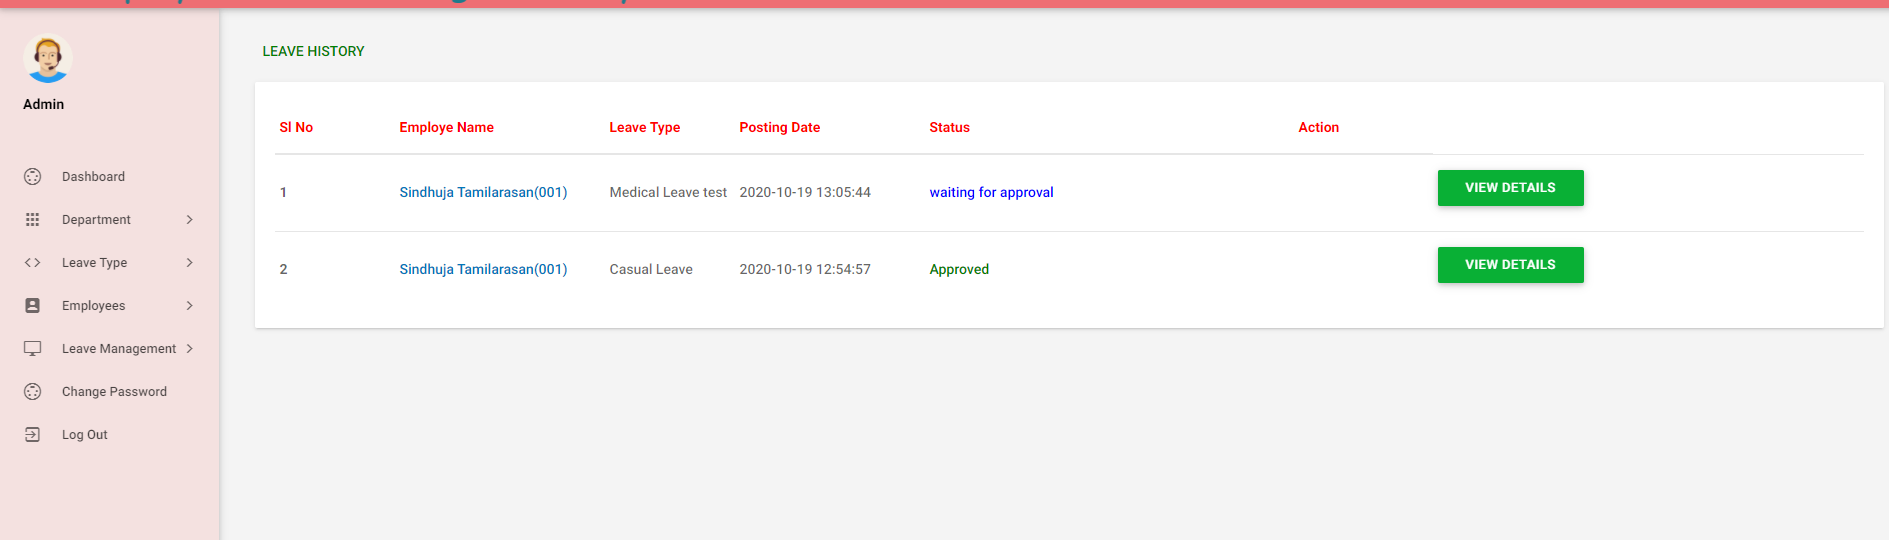 LEAVE HISTORY
Admin
Sl No Employe Name Leave Type Posting Date Status Action
Dashboard
1 Sindhuja Tamilarasan(001) Medical Leave test 2020-10-19 13:05:44 waiting for approval VIEW DETAILS
Department
Leave Type
2 Sindhuja Tamilarasan(001) Casual Leave 2020-10-19 12:54:57 Approved VIEW DETAILS
Employees
Leave Management
Change Password
Log Out